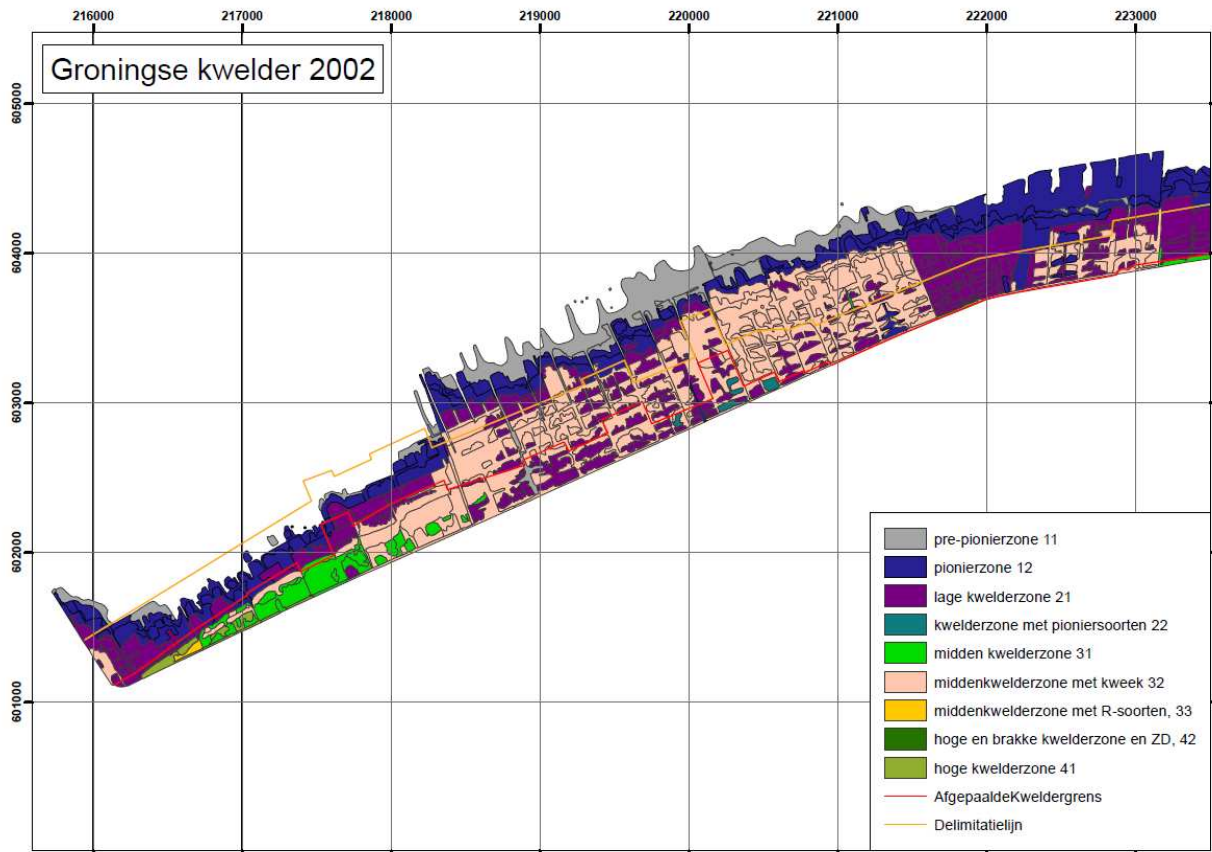 216000 217000 218000 219000 220000 221000 222000 223000
Groningse kwelder 2002
605000
604000
603000
602000
601000
pre-pionierzone 11
pionierzone 12
lage kwelderzone 21
kwelderzone met pioniersoorten 22
midden kwelderzone 31
middenkwelderzone met kweek 32
middenkwelderzone met R-soorten, 33
hoge en brakke kwelderzone en ZD, 42
hoge kwelderzone 41
AfgepaaldeKweldergrens
Delimitatielijn